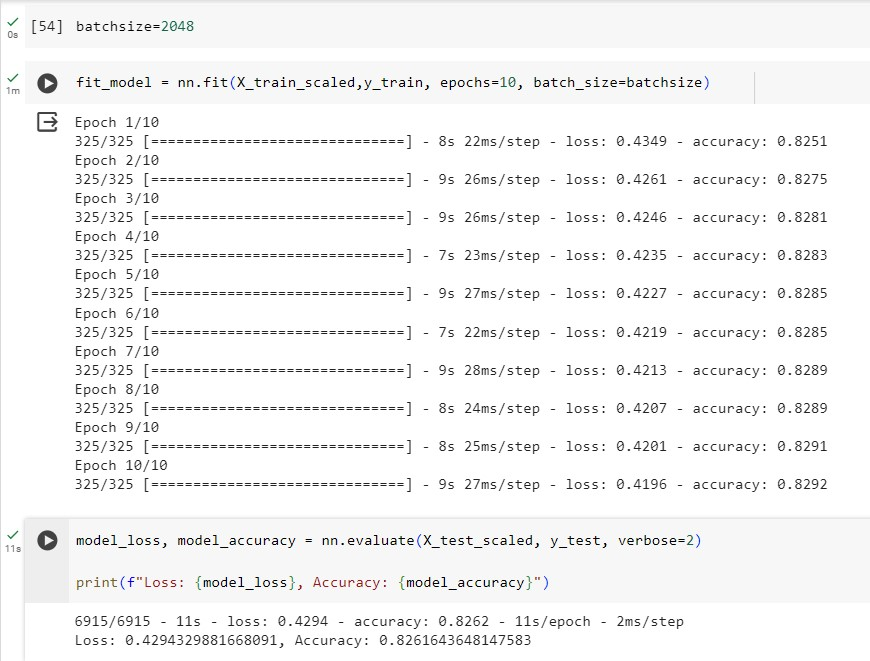 [54] batchsize=2048
0s
fit_model = nn.fit(X_train_scaled,y_train, epochs=10, batch_size=batchsize)
1m
Epoch 1/10
325/325 [==============================] - 8s 22ms/step - loss: 0.4349 - accuracy: 0.8251
Epoch 2/10
325/325 [==============================] - 9s 26ms/step - loss: 0.4261 - accuracy: 0.8275
Epoch 3/10
325/325 [==============================] - 9s 26ms/step - loss: 0.4246 - accuracy: 0.8281
Epoch 4/10
325/325 [==============================] - 7s 23ms/step - loss: 0.4235 - accuracy: 0.8283
Epoch 5/10
325/325 [==============================] - 9s 27ms/step - loss: 0.4227 - accuracy: 0.8285
Epoch 6/10
325/325 [==============================] - 7s 22ms/step - loss: 0.4219 - accuracy: 0.8285
Epoch 7/10
325/325 [==============================] - 9s 28ms/step - loss: 0.4213 - accuracy: 0.8289
Epoch 8/10
325/325 [==============================] - 8s 24ms/step - loss: 0.4207 - accuracy: 0.8289
Epoch 9/10
325/325 [==============================] - 8s 25ms/step - loss: 0.4201 - accuracy: 0.8291
Epoch 10/10
325/325 [==============================] - 9s 27ms/step - loss: 0.4196 - accuracy: 0.8292
model_loss, model_accuracy = nn.evaluate(X_test_scaled, y_test, verbose=2)
11s
print(f"Loss: {model_loss}, Accuracy: {model_accuracy}")
6915/6915 - 11s - loss: 0.4294 - accuracy: 0.8262 - 11s/epoch - 2ms/step
Loss: 0.4294329881668091, Accuracy: 0.8261643648147583